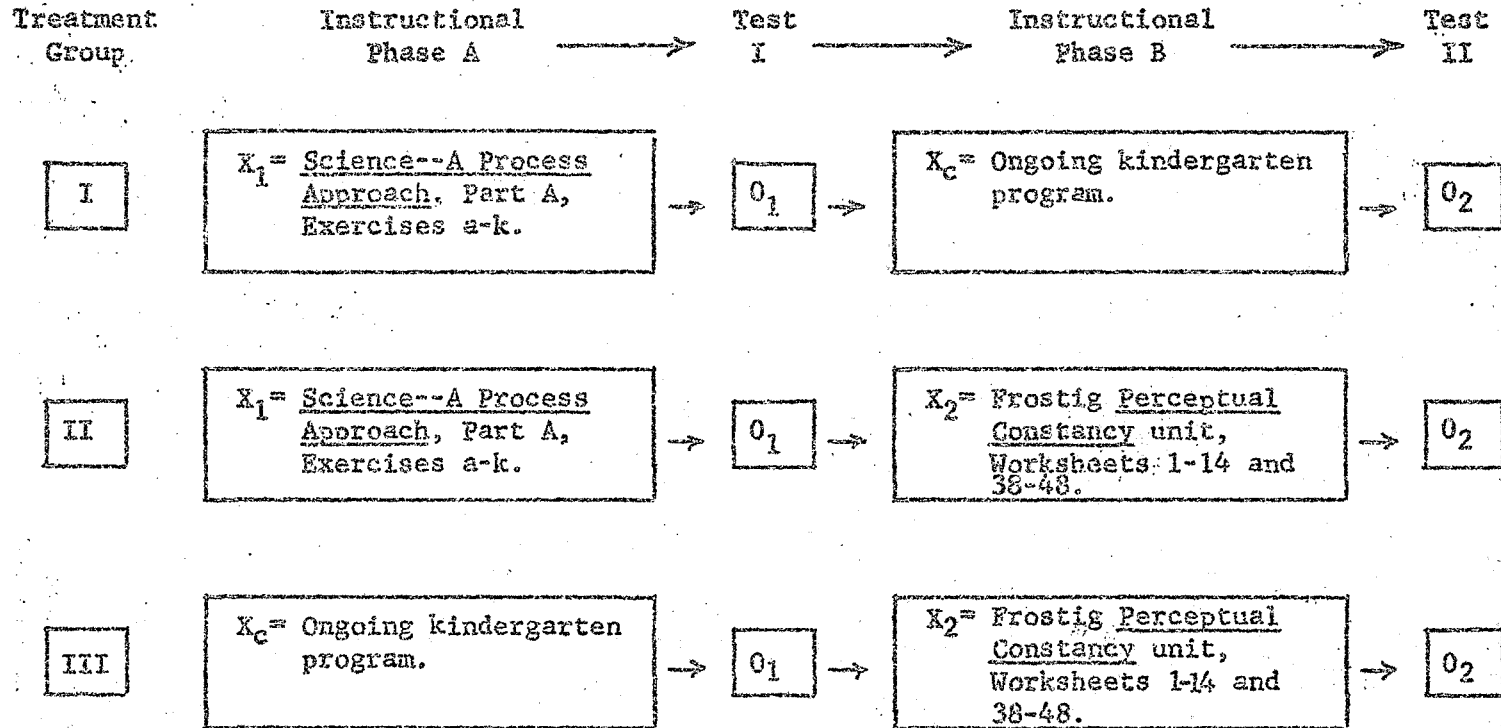 Treatment Group
Instructional Phase A
Test I
Instructional Phase B
Test II
I
X₁= Science--A Process
Approach, Part A,
Exercises a-k.
O₁
X_c= Ongoing kindergarten
program.
O₂
II
X₁= Science--A Process
Approach, Part A,
Exercises a-k.
O₁
X₂= Frostig Perceptual
Constancy unit,
Worksheets 1-14 and
38-48.
O₂
III
X_c= Ongoing kindergarten
program.
O₁
X₂= Frostig Perceptual
Constancy unit,
Worksheets 1-14 and
38-48.
O₂